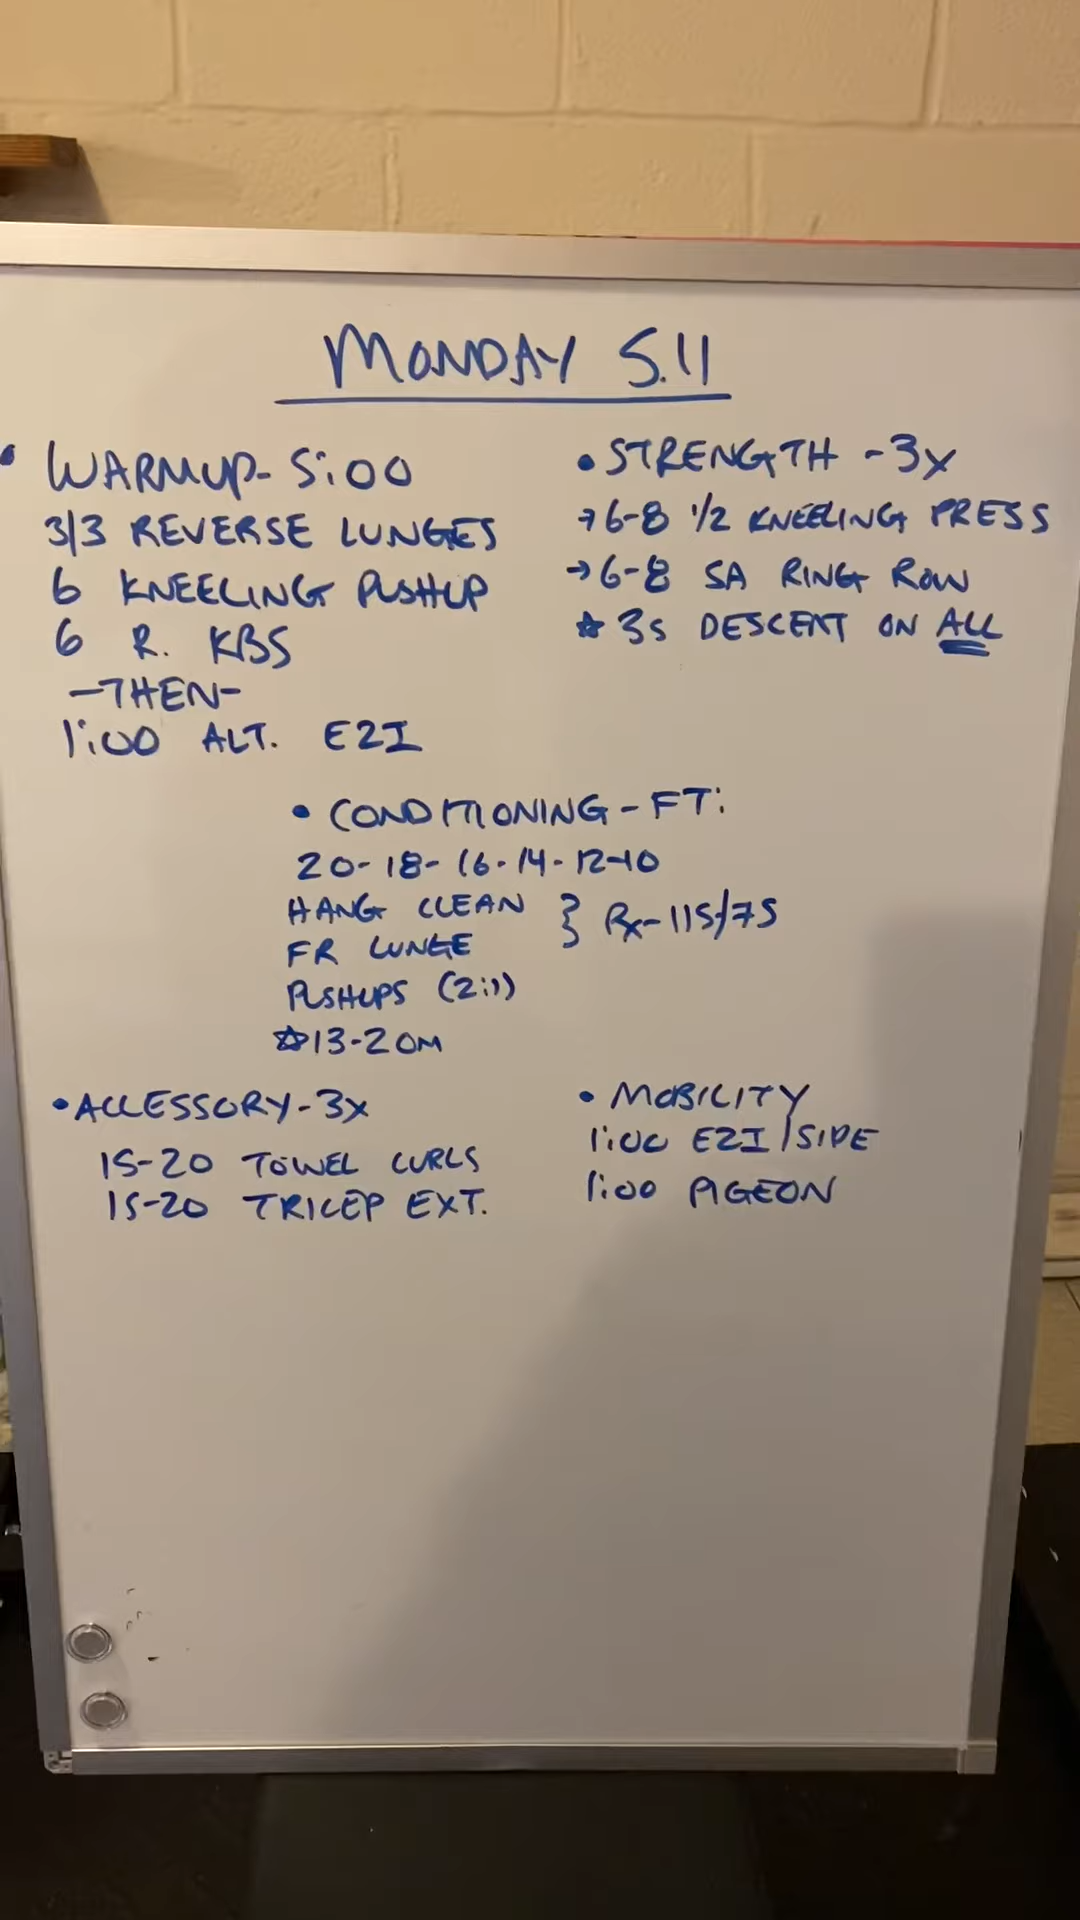 MONDAY 5.11
• WARMUP - 5:00
3/3 REVERSE LUNGES
6 KNEELING PUSHUP
6 R. KBS
-THEN-
1:00 ALT. E2I
• STRENGTH - 3x
→ 6-8 1/2 KNEELING PRESS
→ 6-8 SA RING ROW
☆ 3s DESCENT ON ALL
• CONDITIONING - FT:
20-18-16-14-12-10
HANG CLEAN } Rx-115/75
FR LUNGE
PUSHUPS (2:1)
☆ 13-20M
• ACCESSORY - 3x
15-20 TOWEL CURLS
15-20 TRICEP EXT.
• MOBILITY
1:00 E2I/SIDE
1:00 PIGEON